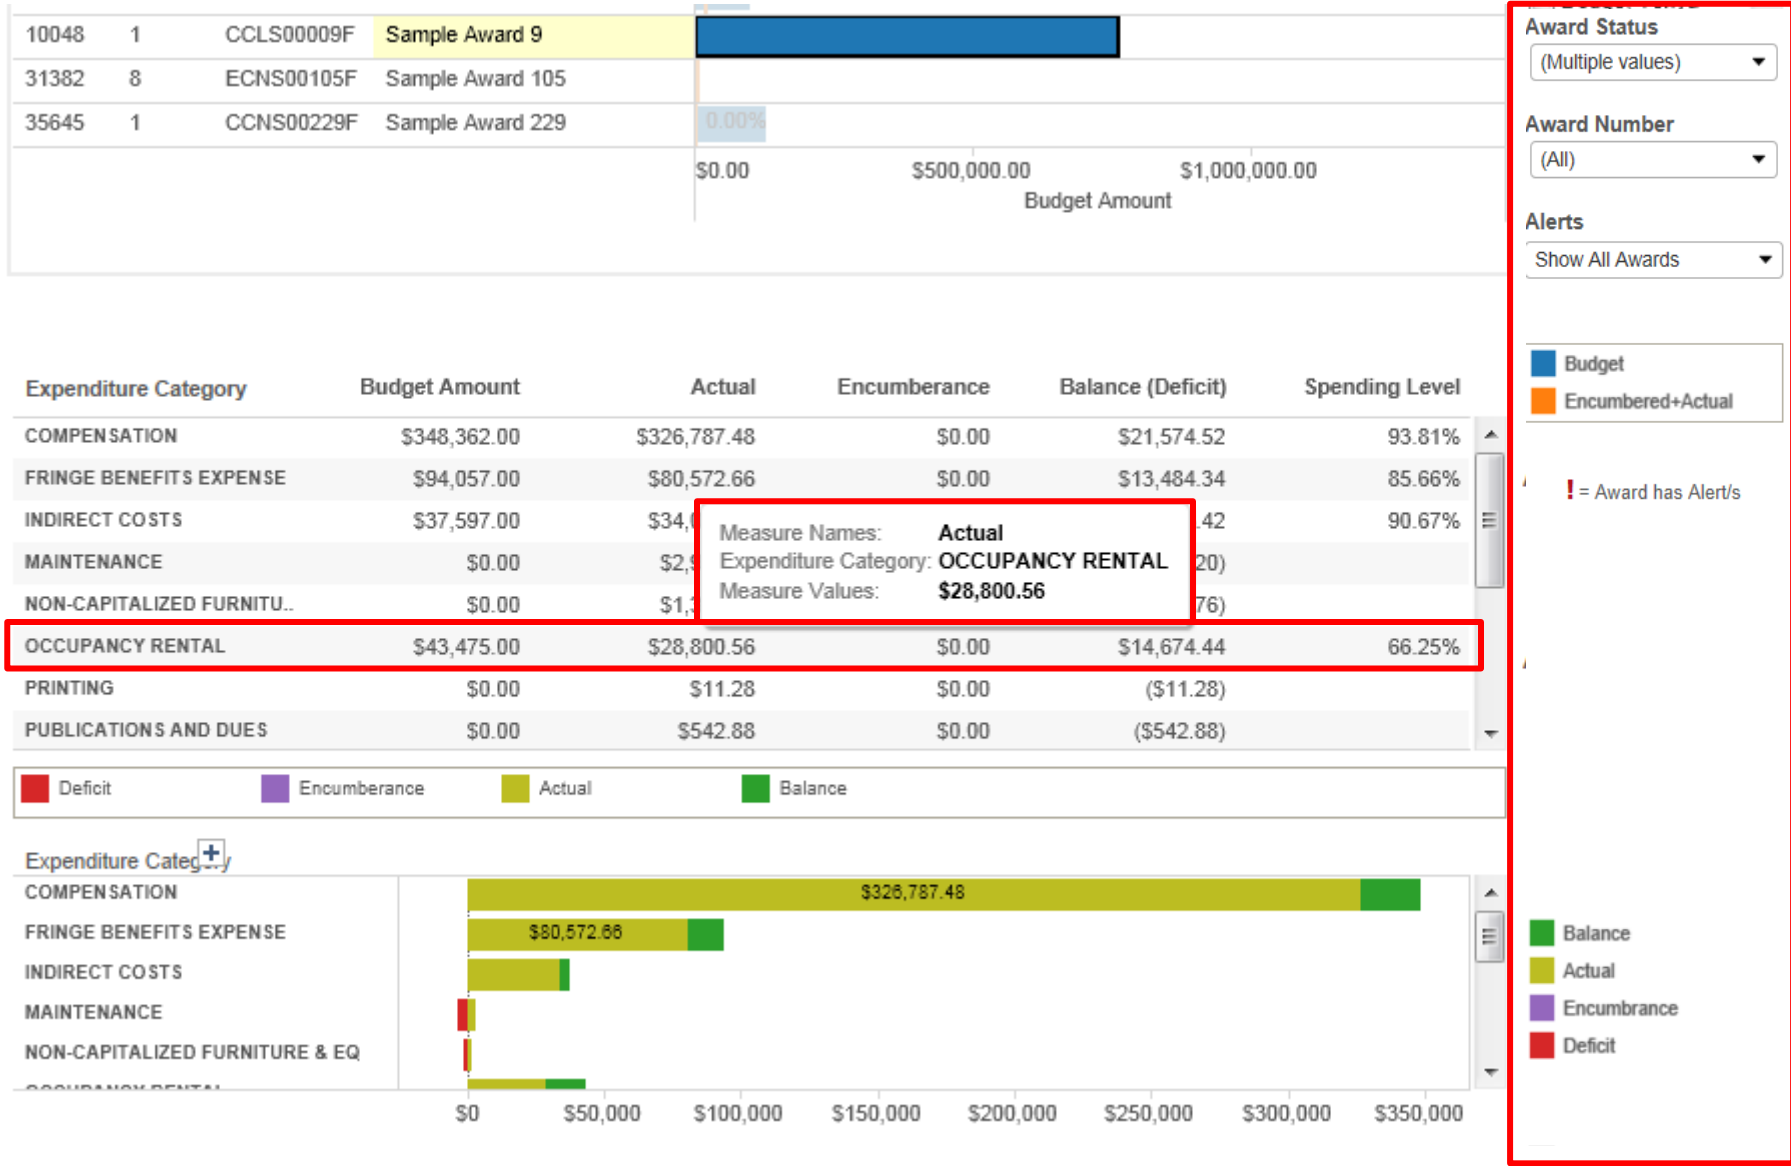 10048 1 CCLS00009F Sample Award 9
31382 8 ECNS00105F Sample Award 105
35645 1 CCNS00229F Sample Award 229 0.00%
$0.00 $500,000.00 $1,000,000.00
Budget Amount
Award Status
(Multiple values)
Award Number
(All)
Alerts
Show All Awards
Budget
Encumbered+Actual
! = Award has Alert/s
Expenditure Category Budget Amount Actual Encumberance Balance (Deficit) Spending Level
COMPENSATION $348,362.00 $326,787.48 $0.00 $21,574.52 93.81%
FRINGE BENEFITS EXPENSE $94,057.00 $80,572.66 $0.00 $13,484.34 85.66%
INDIRECT COSTS $37,597.00 $34, .42 90.67%
MAINTENANCE $0.00 $2, 20)
NON-CAPITALIZED FURNITU.. $0.00 $1, 76)
Measure Names: Actual
Expenditure Category: OCCUPANCY RENTAL
Measure Values: $28,800.56
OCCUPANCY RENTAL $43,475.00 $28,800.56 $0.00 $14,674.44 66.25%
PRINTING $0.00 $11.28 $0.00 ($11.28)
PUBLICATIONS AND DUES $0.00 $542.88 $0.00 ($542.88)
Deficit Encumberance Actual Balance
Expenditure Category
COMPENSATION $326,787.48
FRINGE BENEFITS EXPENSE $80,572.66
INDIRECT COSTS
MAINTENANCE
NON-CAPITALIZED FURNITURE & EQ
OCCUPANCY RENTAL
$0 $50,000 $100,000 $150,000 $200,000 $250,000 $300,000 $350,000
Balance
Actual
Encumbrance
Deficit